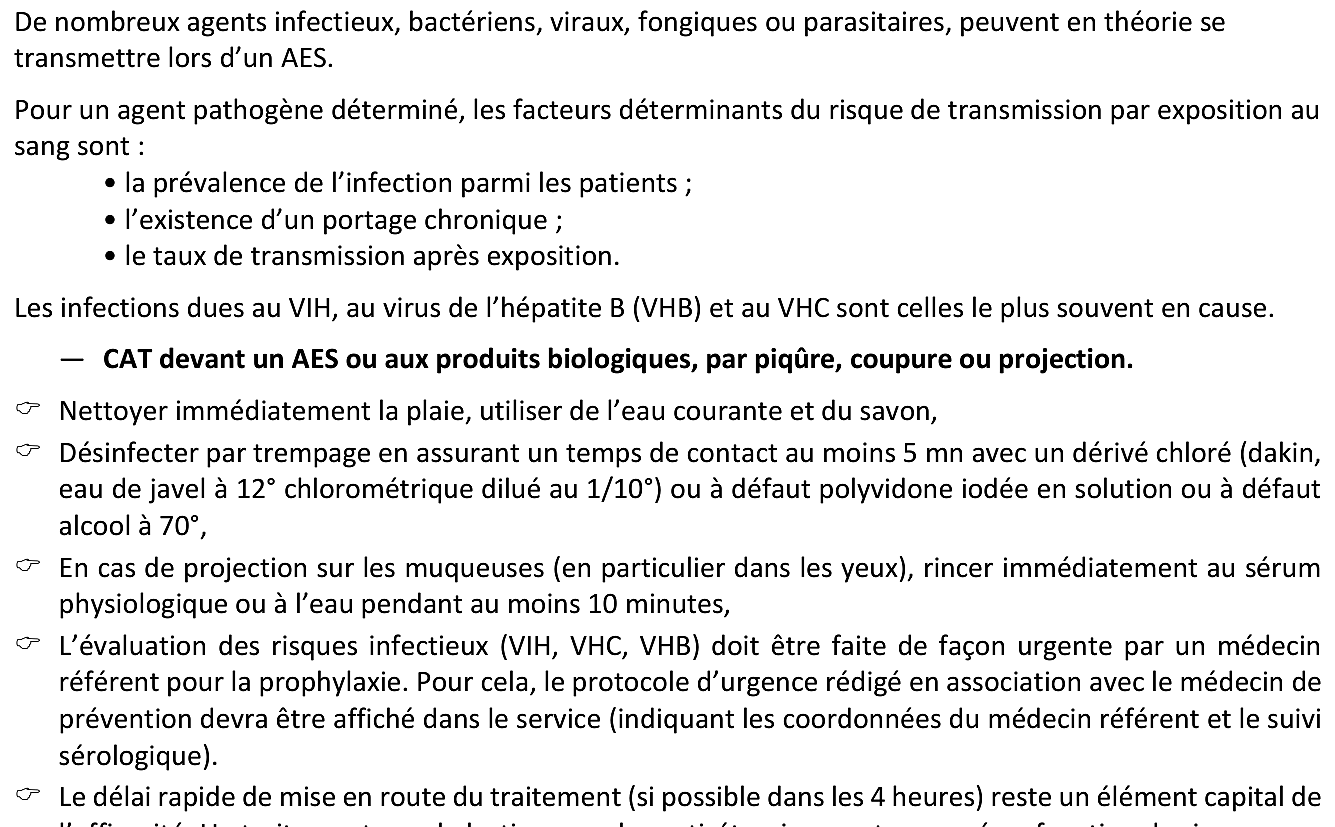 De nombreux agents infectieux, bactériens, viraux, fongiques ou parasitaires, peuvent en théorie se
transmettre lors d’un AES.
Pour un agent pathogène déterminé, les facteurs déterminants du risque de transmission par exposition au
sang sont :
• la prévalence de l’infection parmi les patients ;
• l’existence d’un portage chronique ;
• le taux de transmission après exposition.
Les infections dues au VIH, au virus de l’hépatite B (VHB) et au VHC sont celles le plus souvent en cause.
— CAT devant un AES ou aux produits biologiques, par piqûre, coupure ou projection.
☞ Nettoyer immédiatement la plaie, utiliser de l’eau courante et du savon,
☞ Désinfecter par trempage en assurant un temps de contact au moins 5 mn avec un dérivé chloré (dakin,
eau de javel à 12° chlorométrique dilué au 1/10°) ou à défaut polyvidone iodée en solution ou à défaut
alcool à 70°,
☞ En cas de projection sur les muqueuses (en particulier dans les yeux), rincer immédiatement au sérum
physiologique ou à l’eau pendant au moins 10 minutes,
☞ L’évaluation des risques infectieux (VIH, VHC, VHB) doit être faite de façon urgente par un médecin
référent pour la prophylaxie. Pour cela, le protocole d’urgence rédigé en association avec le médecin de
prévention devra être affiché dans le service (indiquant les coordonnées du médecin référent et le suivi
sérologique).
☞ Le délai rapide de mise en route du traitement (si possible dans les 4 heures) reste un élément capital de